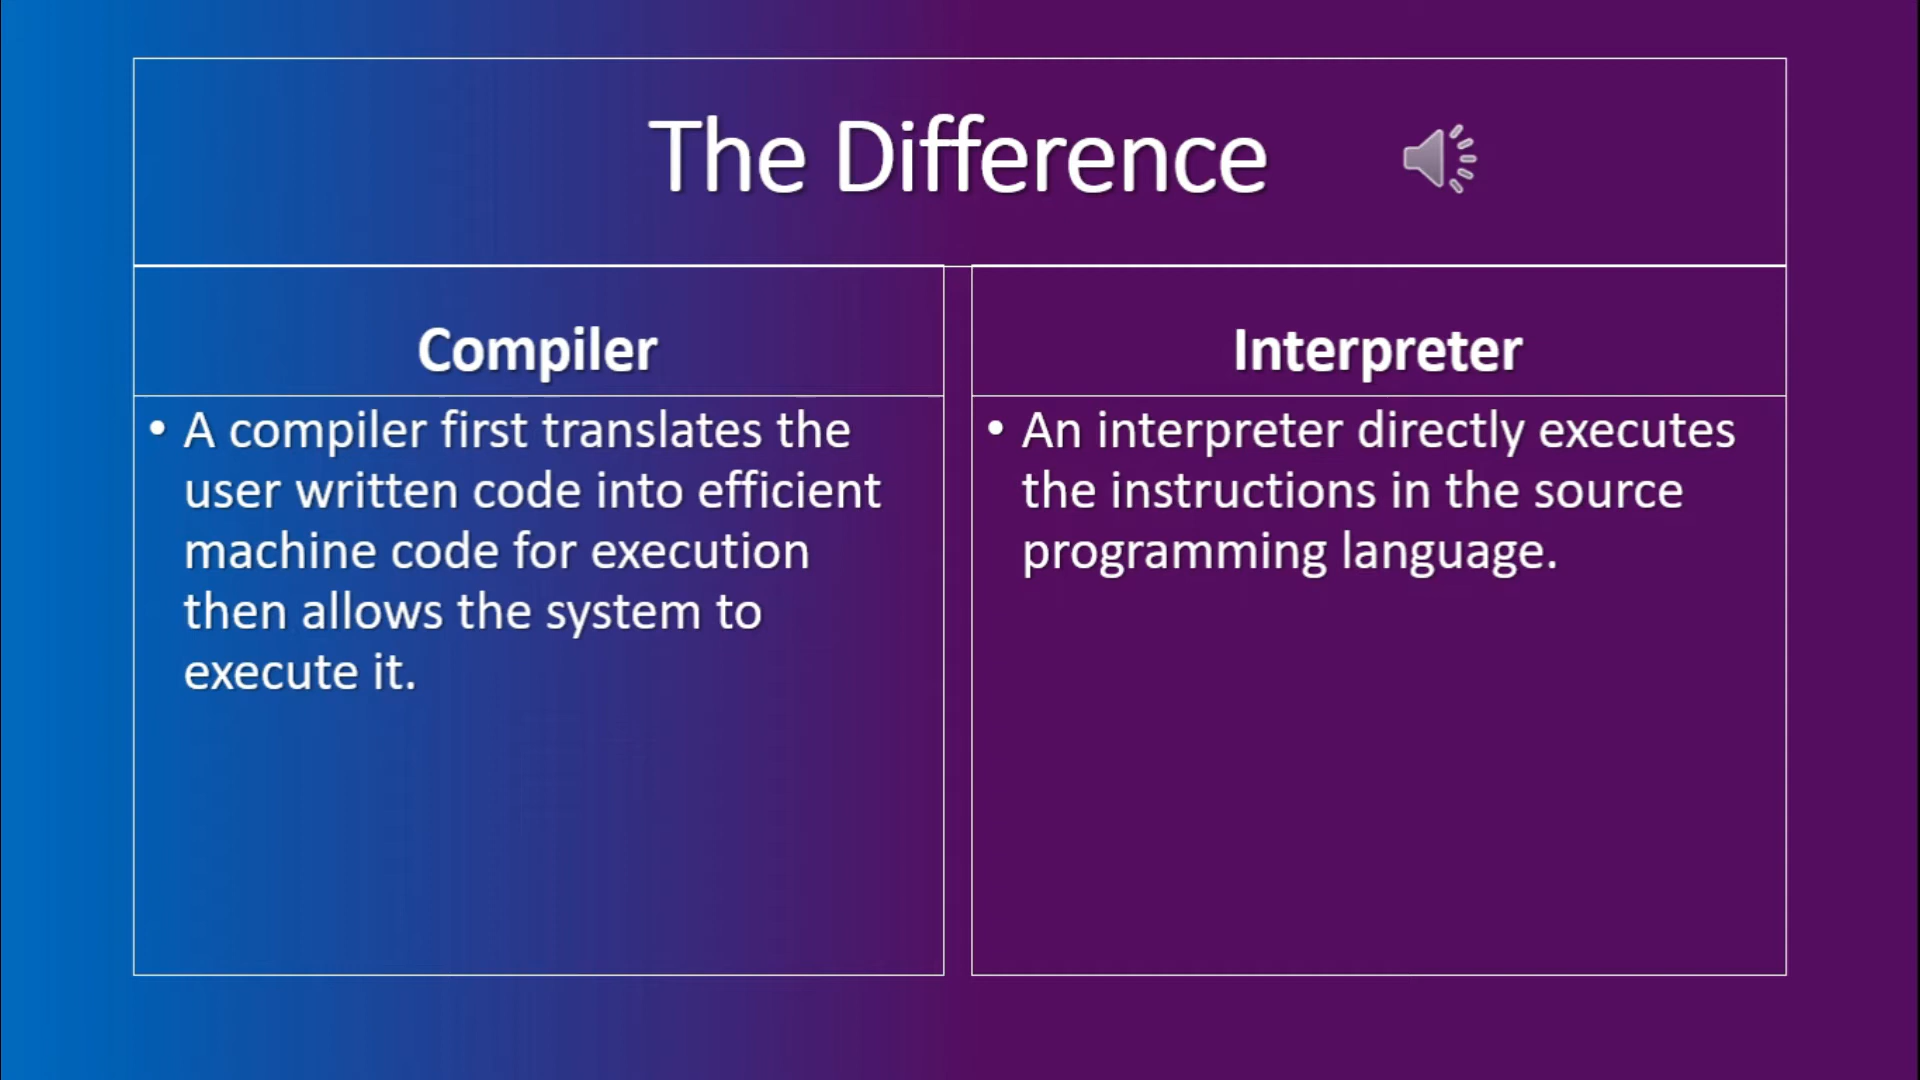 The Difference
Compiler
• A compiler first translates the
user written code into efficient
machine code for execution
then allows the system to
execute it.
Interpreter
• An interpreter directly executes
the instructions in the source
programming language.